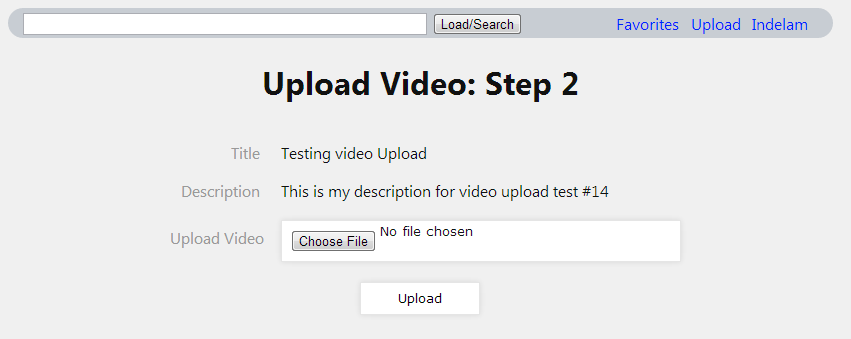 Load/Search Favorites Upload Indelam
Upload Video: Step 2
Title Testing video Upload
Description This is my description for video upload test #14
Upload Video Choose File No file chosen
Upload